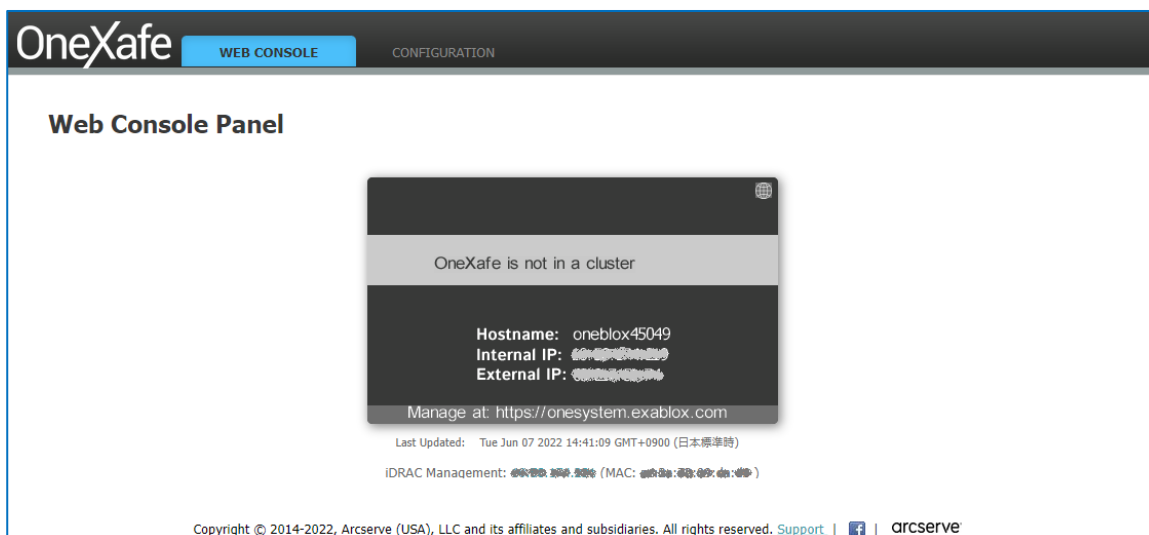 OneXafe WEB CONSOLE CONFIGURATION
Web Console Panel
OneXafe is not in a cluster
Hostname: oneblox45049
Internal IP:
External IP:
Manage at: https://onesystem.exablox.com
Last Updated: Tue Jun 07 2022 14:41:09 GMT+0900 (日本標準時)
iDRAC Management: (MAC: )
Copyright © 2014-2022, Arcserve (USA), LLC and its affiliates and subsidiaries. All rights reserved. Support | f | arcserve